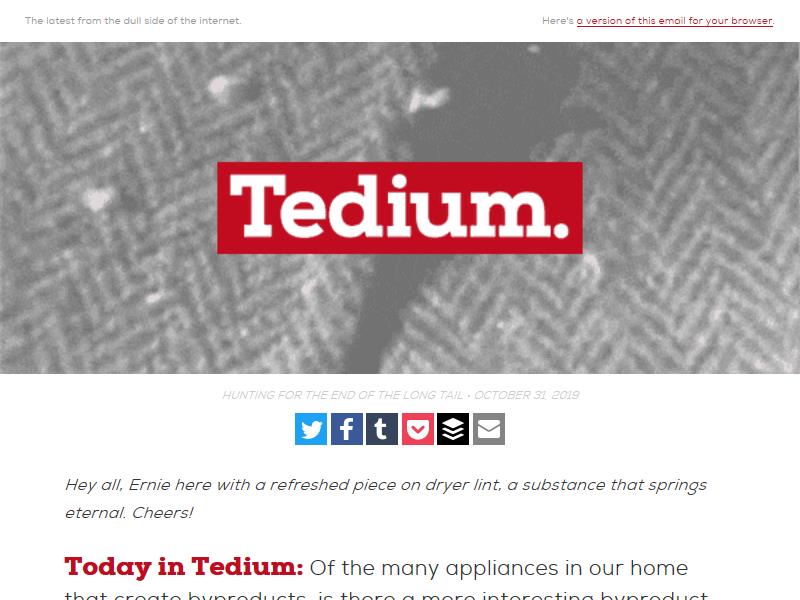 The latest from the dull side of the internet.
Here's a version of this email for your browser.
Tedium.
HUNTING FOR THE END OF THE LONG TAIL • OCTOBER 31, 2019
Hey all, Ernie here with a refreshed piece on dryer lint, a substance that springs
eternal. Cheers!
Today in Tedium: Of the many appliances in our home
that create byproducts, is there a more interesting byproduct